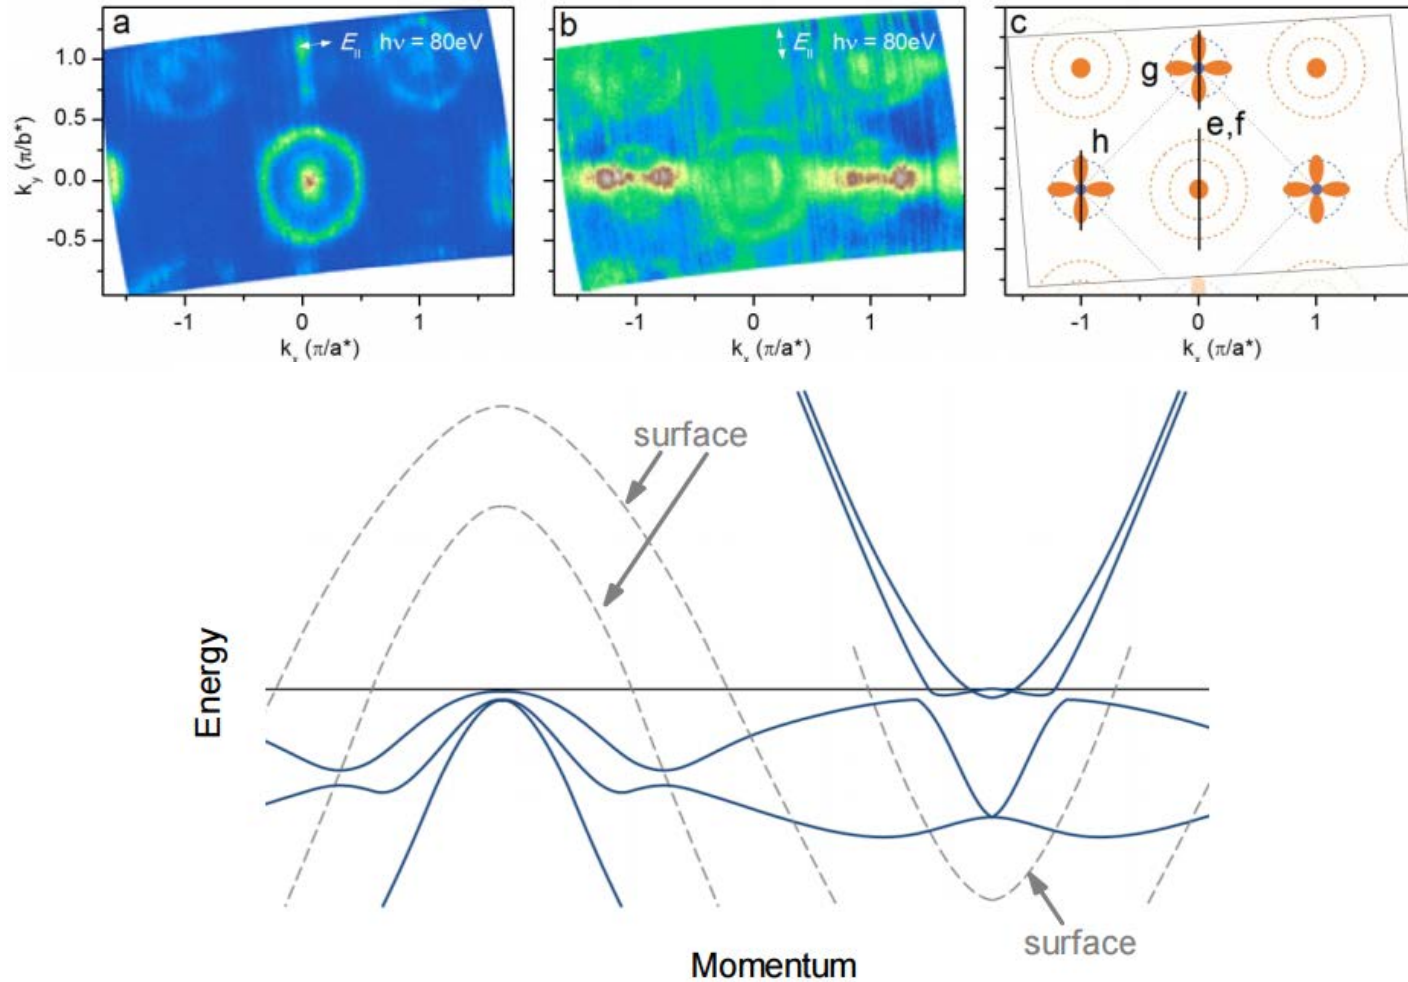 a
E|| hν = 80eV
b
E|| hν = 80eV
c
g
h
e,f
1.0
0.5
0.0
-0.5
ky (π/b*)
-1 0 1
kx (π/a*)
-1 0 1
kx (π/a*)
-1 0 1
kx (π/a*)
surface
Energy
surface
Momentum